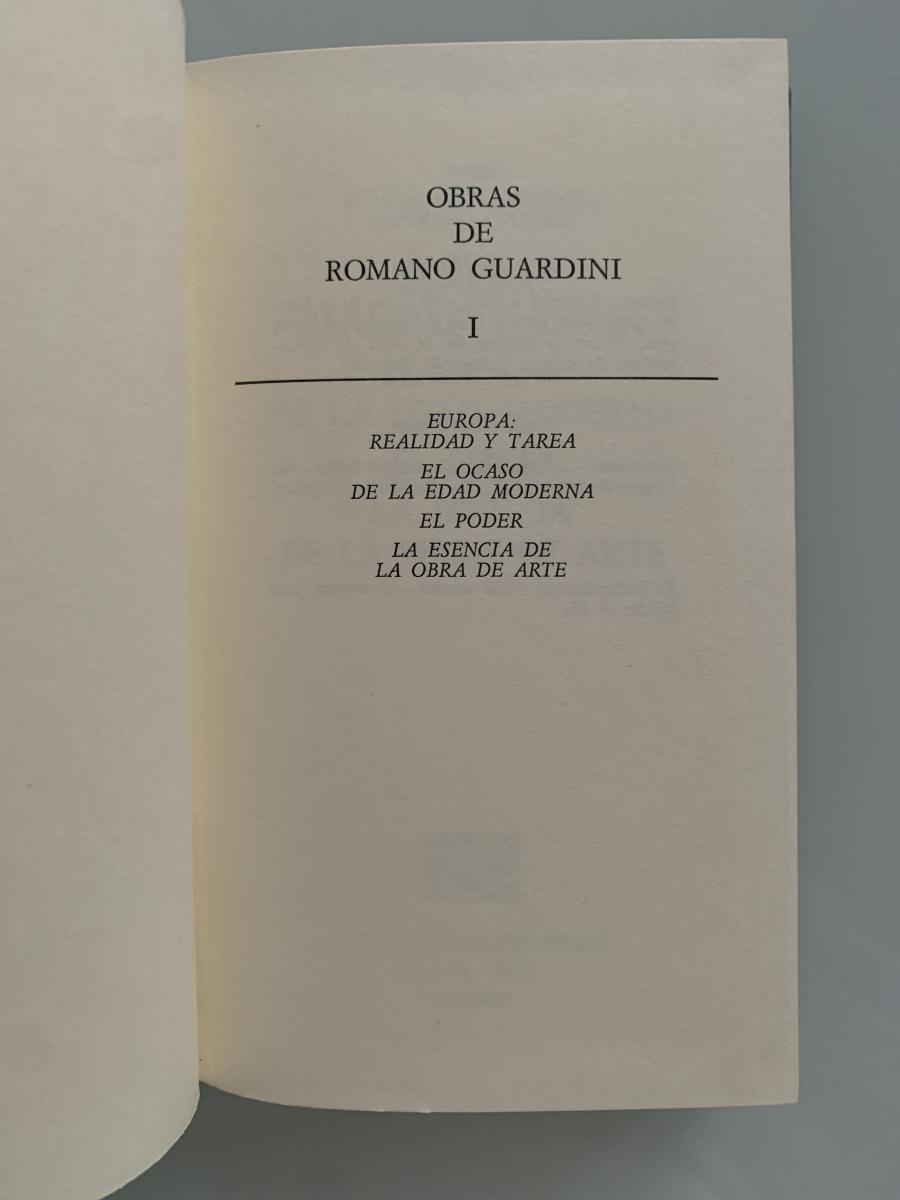 OBRAS
DE
ROMANO GUARDINI
I
EUROPA:
REALIDAD Y TAREA
EL OCASO
DE LA EDAD MODERNA
EL PODER
LA ESENCIA DE
LA OBRA DE ARTE